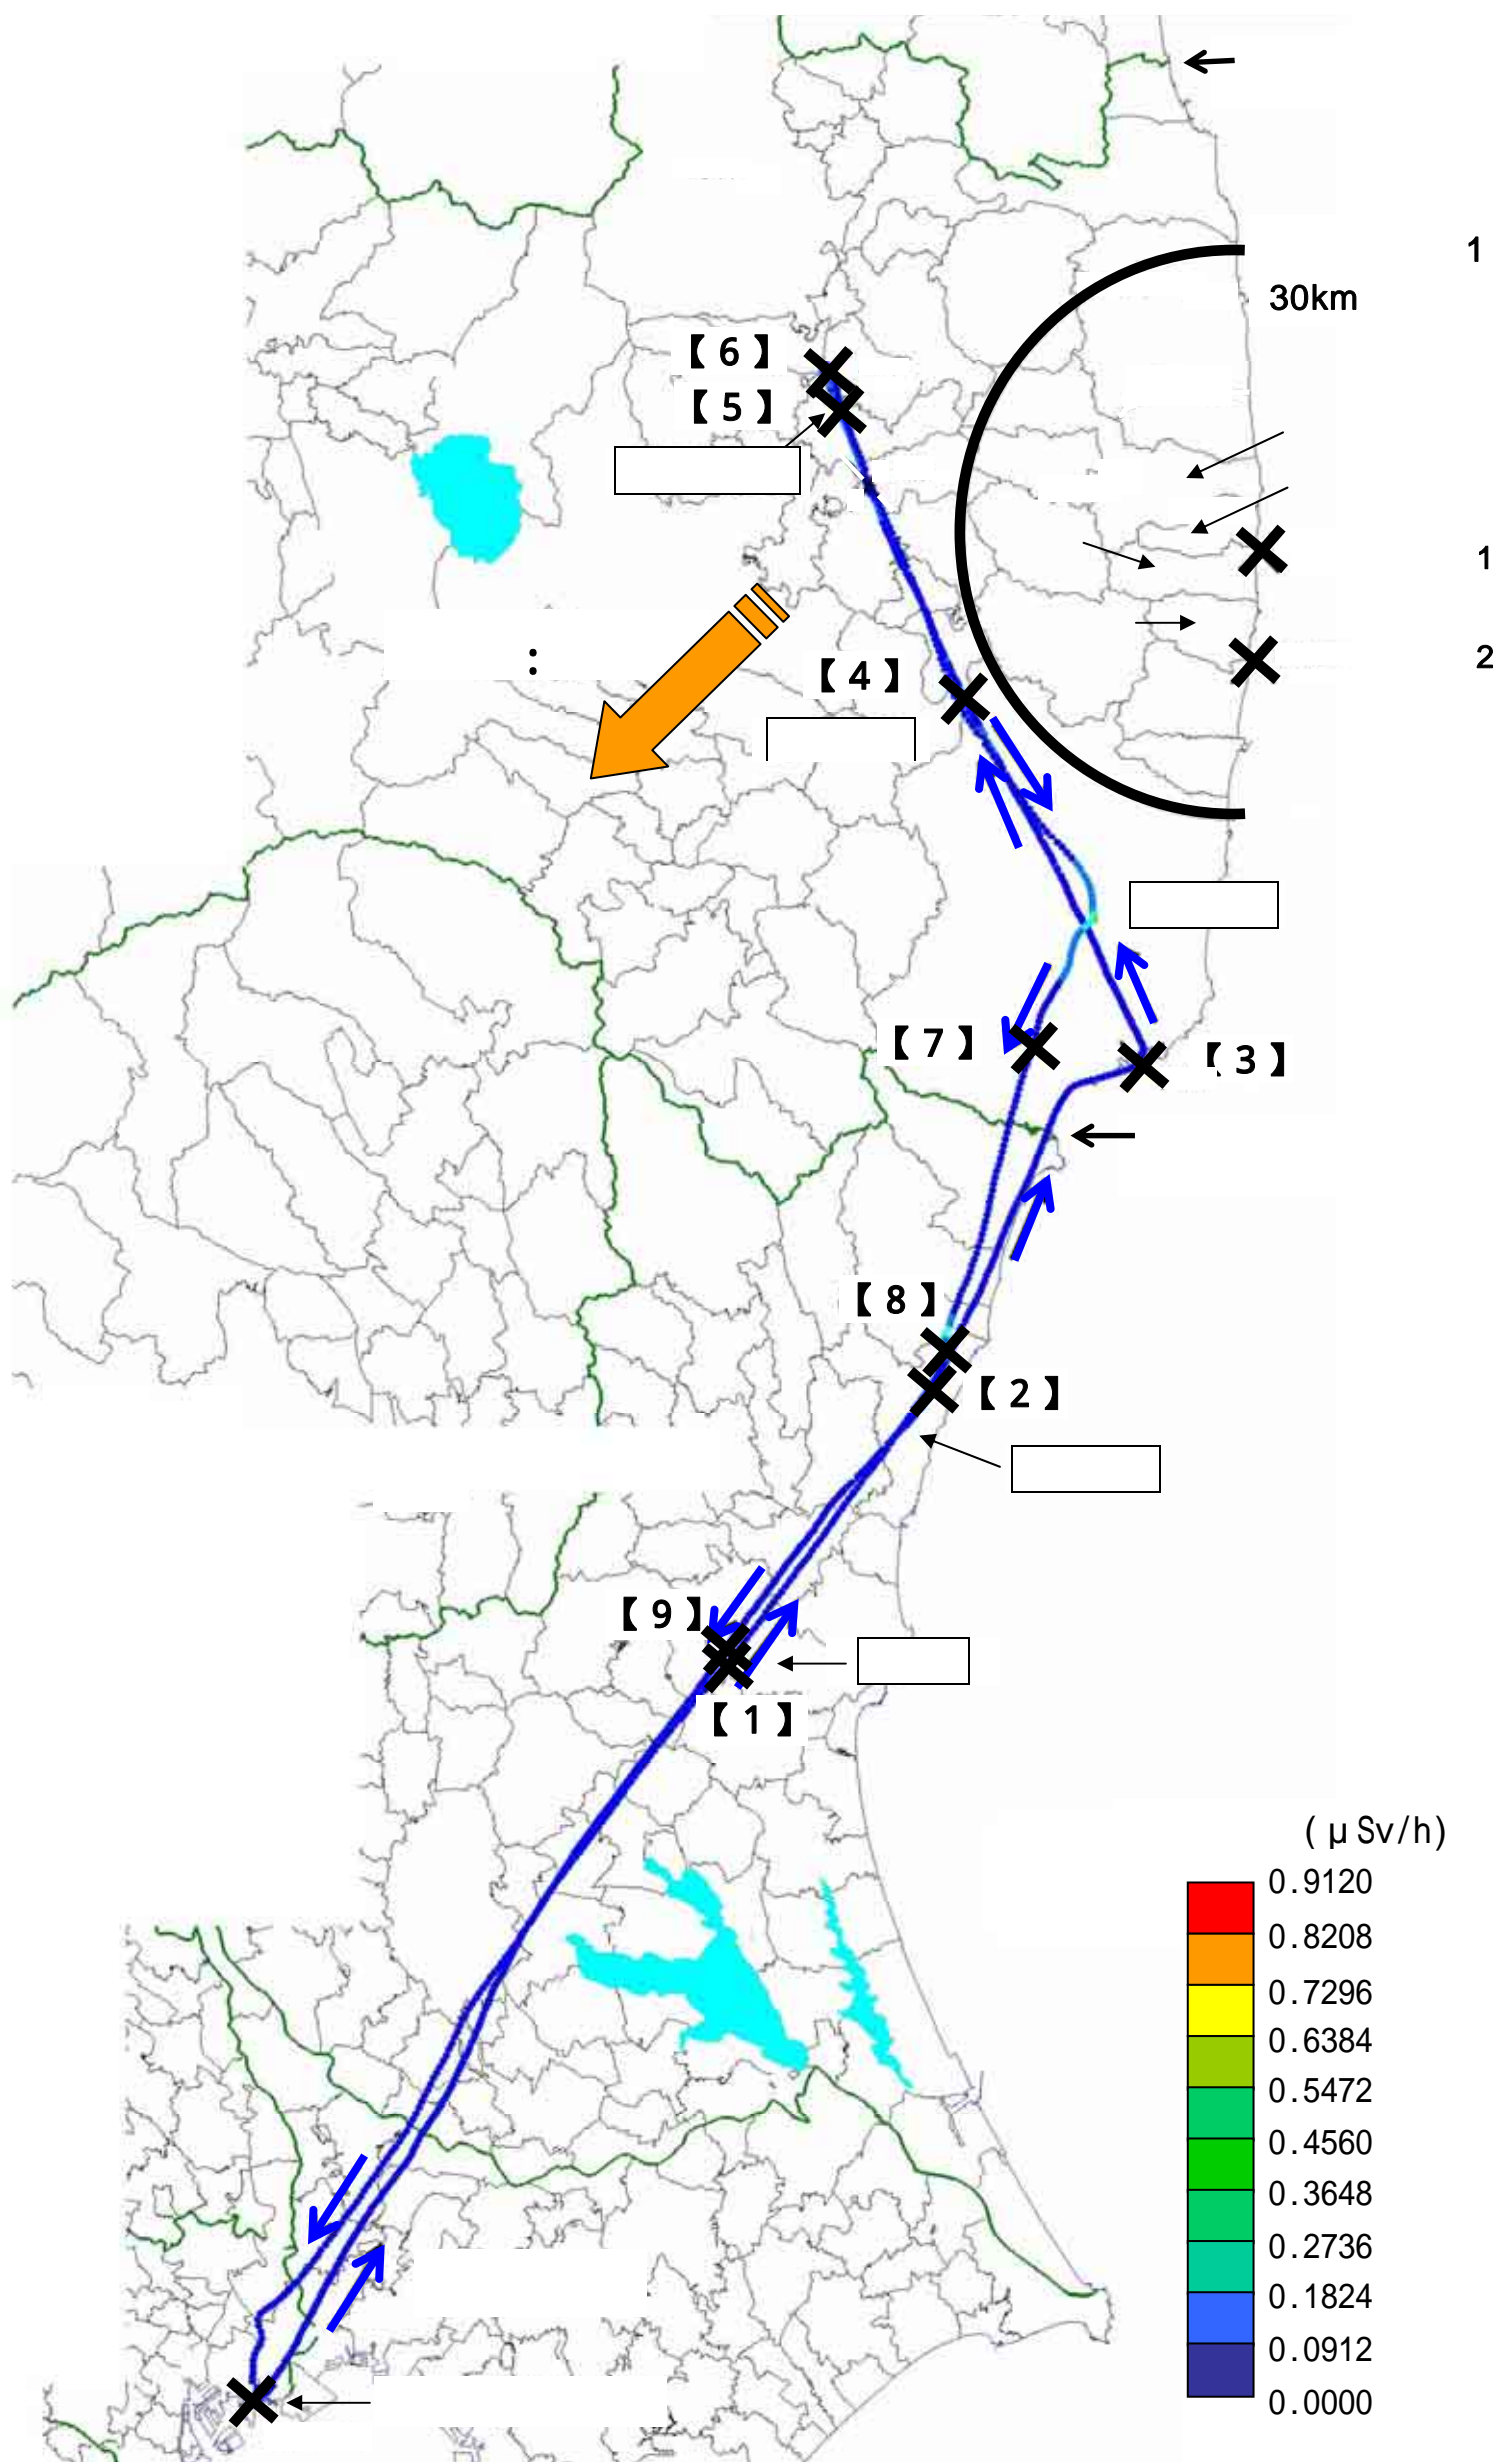 1
30km
【 6 】
【 5 】
1
:
2
【 4 】
【 7 】
【 3 】
【 8 】
【 2 】
【 9 】
【 1 】
( μ Sv/h)
0.9120
0.8208
0.7296
0.6384
0.5472
0.4560
0.3648
0.2736
0.1824
0.0912
0.0000